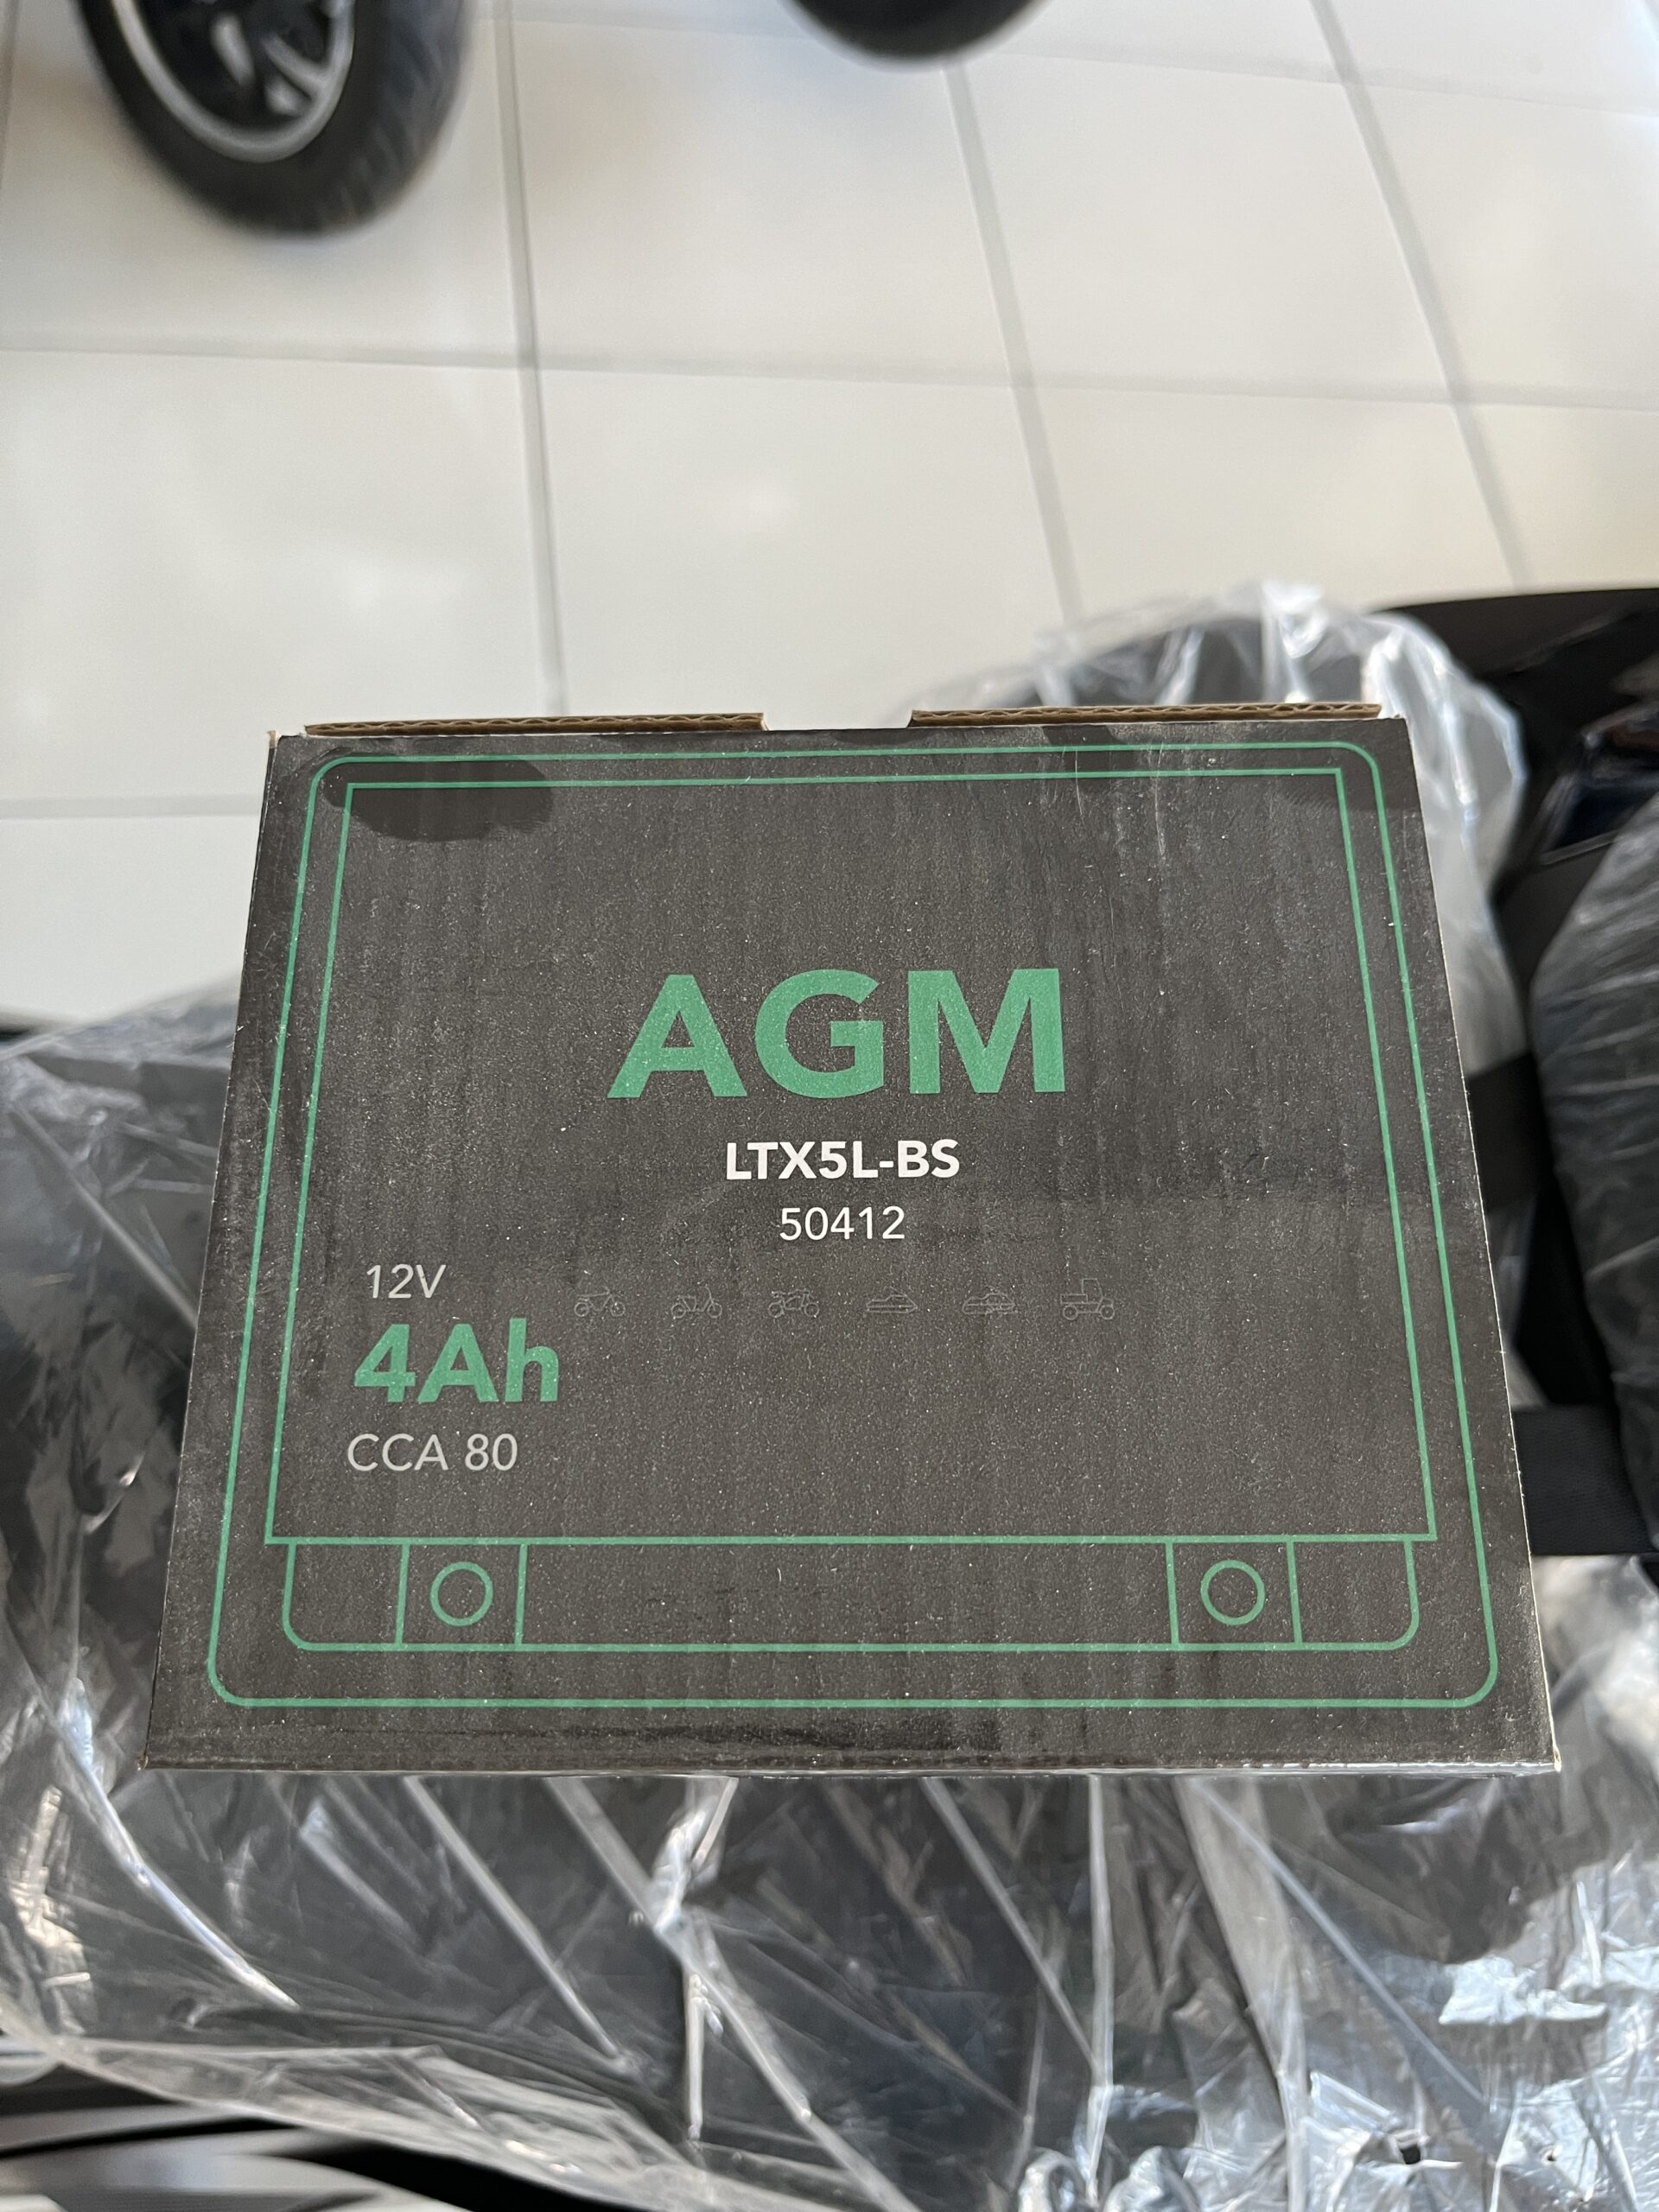 AGM
LTX5L-BS
50412
12V
4Ah
CCA 80